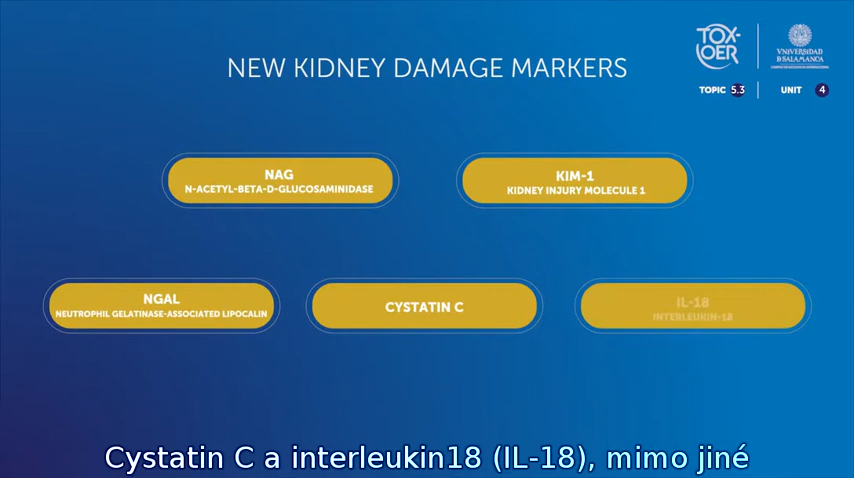 TOX-
OER
VNIVERSIDAD
D SALAMANCA
TOPIC 5.3
UNIT 4
NEW KIDNEY DAMAGE MARKERS
NAG
N-ACETYL-BETA-D-GLUCOSAMINIDASE
KIM-1
KIDNEY INJURY MOLECULE 1
NGAL
NEUTROPHIL GELATINASE-ASSOCIATED LIPOCALIN
CYSTATIN C
IL-18
INTERLEUKIN-18
Cystatin C a interleukin18 (IL-18), mimo jiné